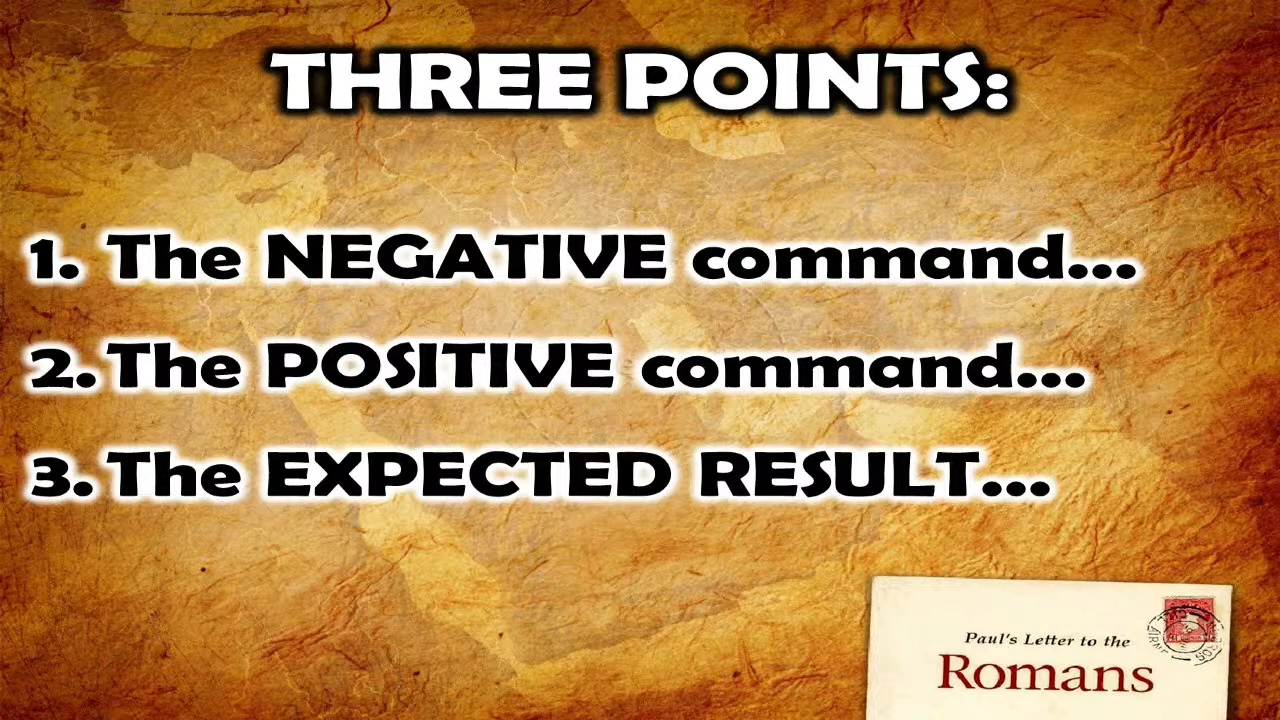 THREE POINTS:
1. The NEGATIVE command...
2. The POSITIVE command...
3. The EXPECTED RESULT...
Paul's Letter to the
Romans